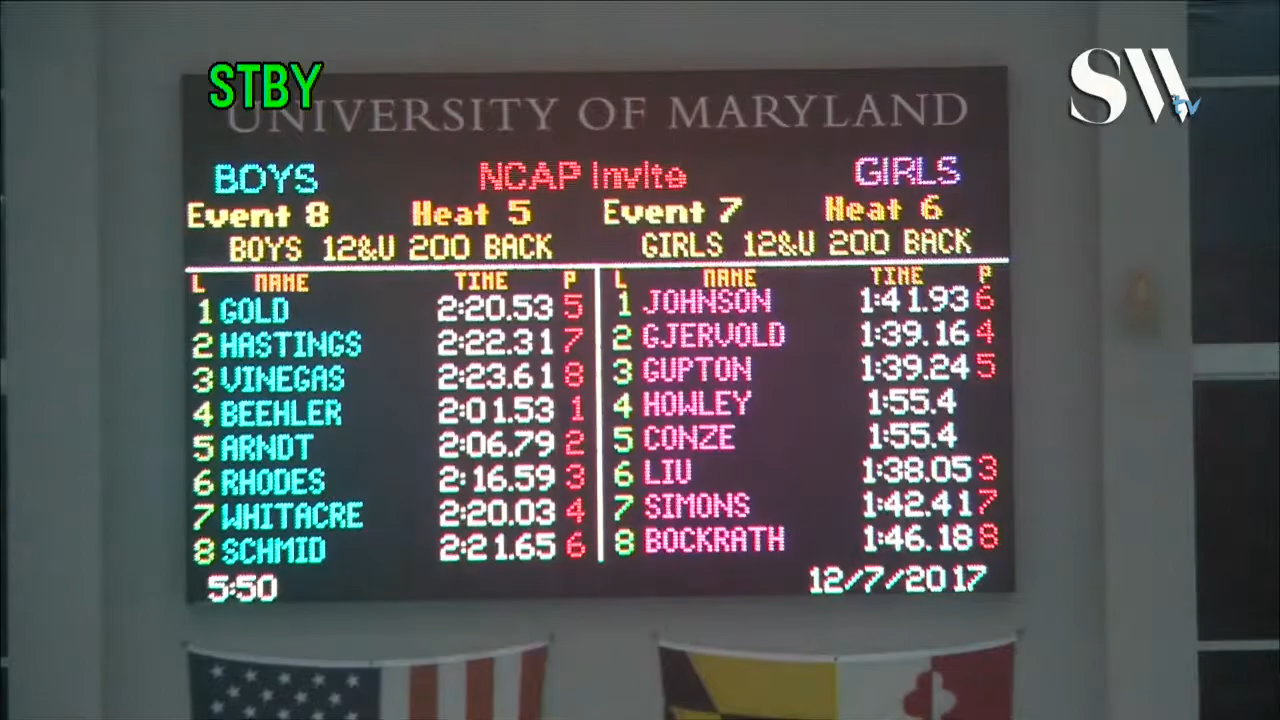 STBY
SW
tv
UNIVERSITY OF MARYLAND
BOYS NCAP Invite GIRLS
Event 8 Heat 5 Event 7 Heat 6
BOYS 12&U 200 BACK GIRLS 12&U 200 BACK
L NAME TIME P L NAME TIME P
1 GOLD 2:20.53 5 1 JOHNSON 1:41.93 6
2 HASTINGS 2:22.31 7 2 GJERVOLD 1:39.16 4
3 VINEGAS 2:23.61 8 3 GUPTON 1:39.24 5
4 BEEHLER 2:01.53 1 4 HOWLEY 1:55.4
5 ARNDT 2:06.79 2 5 CONZE 1:55.4
6 RHODES 2:16.59 3 6 LIU 1:38.05 3
7 WHITACRE 2:20.03 4 7 SIMONS 1:42.41 7
8 SCHMID 2:21.65 6 8 BOCKRATH 1:46.18 8
5:50 12/7/2017